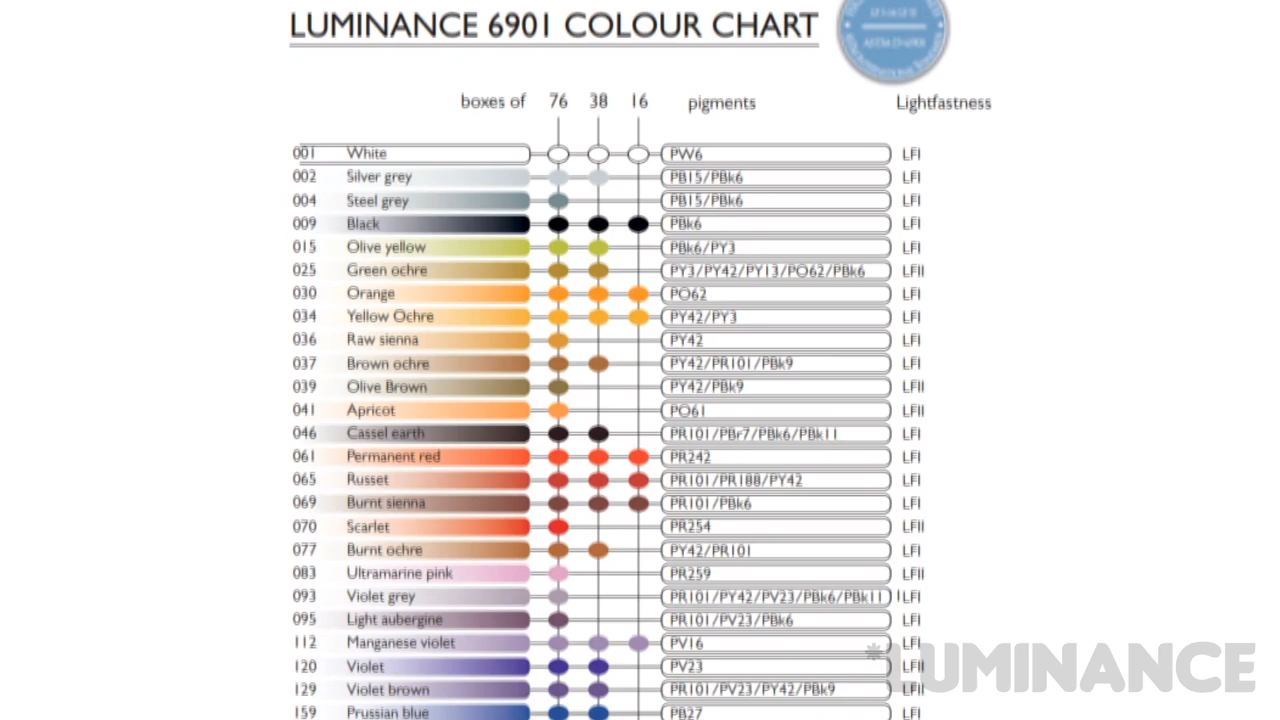 LUMINANCE 6901 COLOUR CHART
boxes of 76 38 16 pigments Lightfastness
001 White PW6 LFI
002 Silver grey PB15/PBk6 LFI
004 Steel grey PB15/PBk6 LFI
009 Black PBk6 LFI
015 Olive yellow PBk6/PY3 LFI
025 Green ochre PY3/PY42/PY13/PO62/PBk6 LFII
030 Orange PO62 LFI
034 Yellow Ochre PY42/PY3 LFI
036 Raw sienna PY42 LFI
037 Brown ochre PY42/PR101/PBk9 LFI
039 Olive Brown PY42/PBk9 LFII
041 Apricot PO61 LFII
046 Cassel earth PR101/PBr7/PBk6/PBk11 LFI
061 Permanent red PR242 LFI
065 Russet PR101/PR188/PY42 LFI
069 Burnt sienna PR101/PBk6 LFI
070 Scarlet PR254 LFII
077 Burnt ochre PY42/PR101 LFI
083 Ultramarine pink PR259 LFII
093 Violet grey PR101/PY42/PV23/PBk6/PBk11 LFI
095 Light aubergine PR101/PV23/PBk6 LFI
112 Manganese violet PV16 LFI
120 Violet PV23 LFII
129 Violet brown PR101/PV23/PY42/PBk9 LFII
159 Prussian blue PB27 LFI
*LUMINANCE